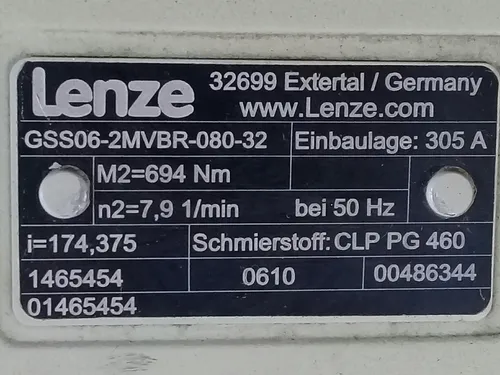 Lenze
32699 Extertal / Germany
www.Lenze.com
GSS06-2MVBR-080-32 Einbaulage: 305 A
M2=694 Nm
n2=7,9 1/min bei 50 Hz
i=174,375 Schmierstoff: CLP PG 460
1465454 0610 00486344
01465454